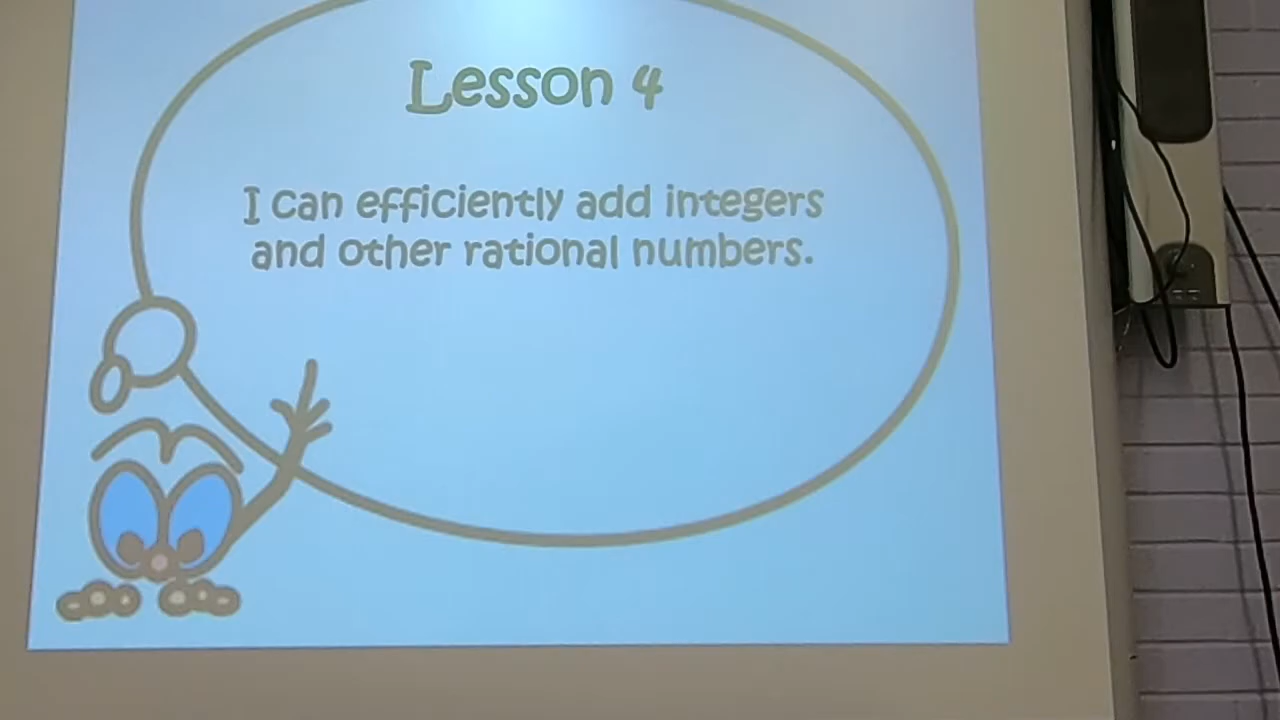 Lesson 4
I can efficiently add integers
and other rational numbers.